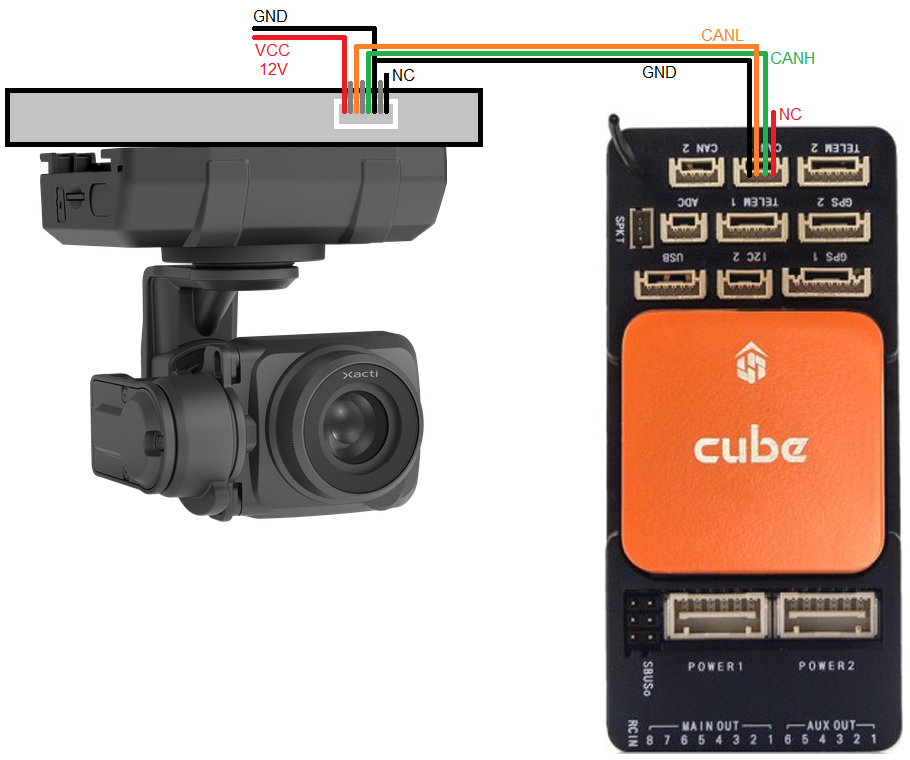 GND
VCC
12V
NC
CANL
CANH
GND
NC
CAN 2
TELEM 2
ADC
TELEM 1
GPS 2
SPKT
USB
I2C 2
GPS 1
Xacti
cube
POWER1
POWER2
SBUSo
RCIN
MAIN OUT
AUX OUT
8 7 6 5 4 3 2 1
6 5 4 3 2 1